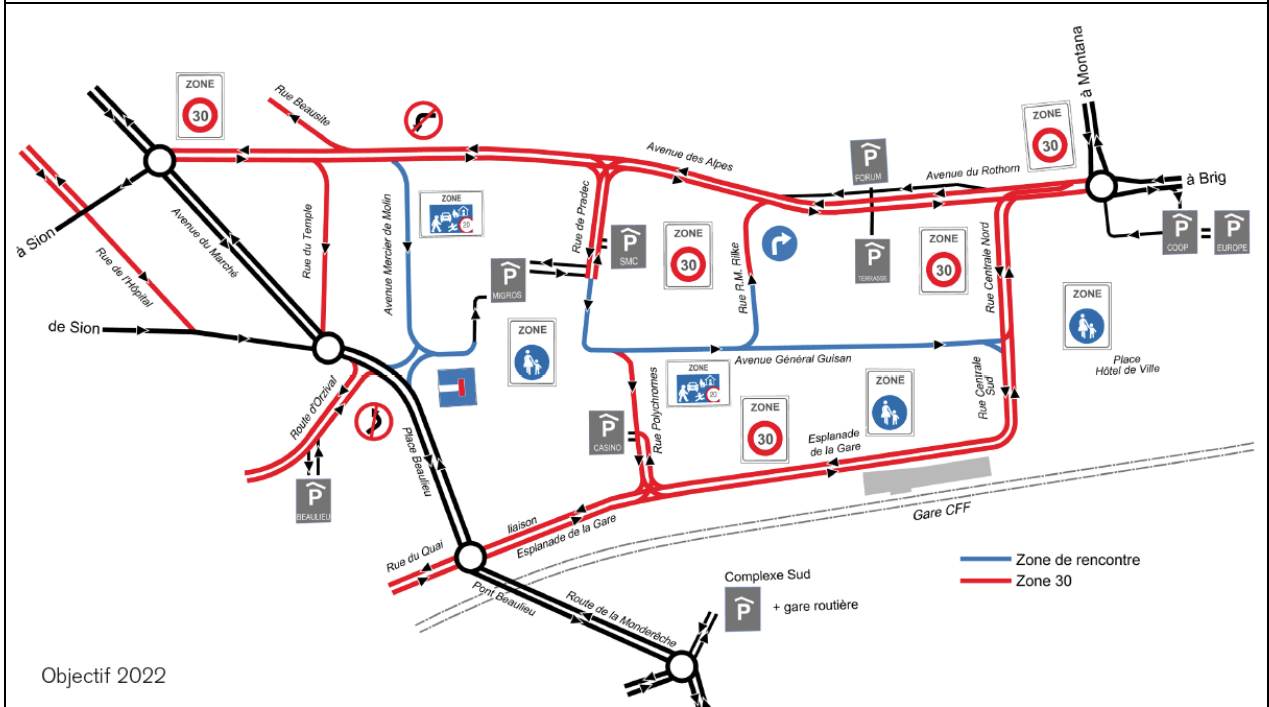 ZONE
30
Rue Beausite
à Montana
ZONE
30
Avenue des Alpes
P
FORUM
Avenue du Rothorn
à Brig
à Sion
Avenue du Marché
Rue du Temple
Avenue Mercier de Molin
ZONE
20
Rue de Pradec
P
SMC
ZONE
30
Rue R.M. Rilke
P
TERRASSE
ZONE
30
Rue Centrale Nord
P
COOP
P
EUROPE
Rue de l'Hôpital
P
MIGROS
de Sion
ZONE
ZONE
Avenue Général Guisan
Place
Hôtel de Ville
Route d'Orzival
Place Beaulieu
P
CASINO
Rue Polychromes
ZONE
20
ZONE
30
ZONE
Rue Centrale
Sud
Esplanade
de la Gare
P
BEAULIEU
liaison
Esplanade de la Gare
Gare CFF
Rue du Quai
Pont Beaulieu
Route de la Monderèche
Complexe Sud
P
+ gare routière
Zone de rencontre
Zone 30
Objectif 2022